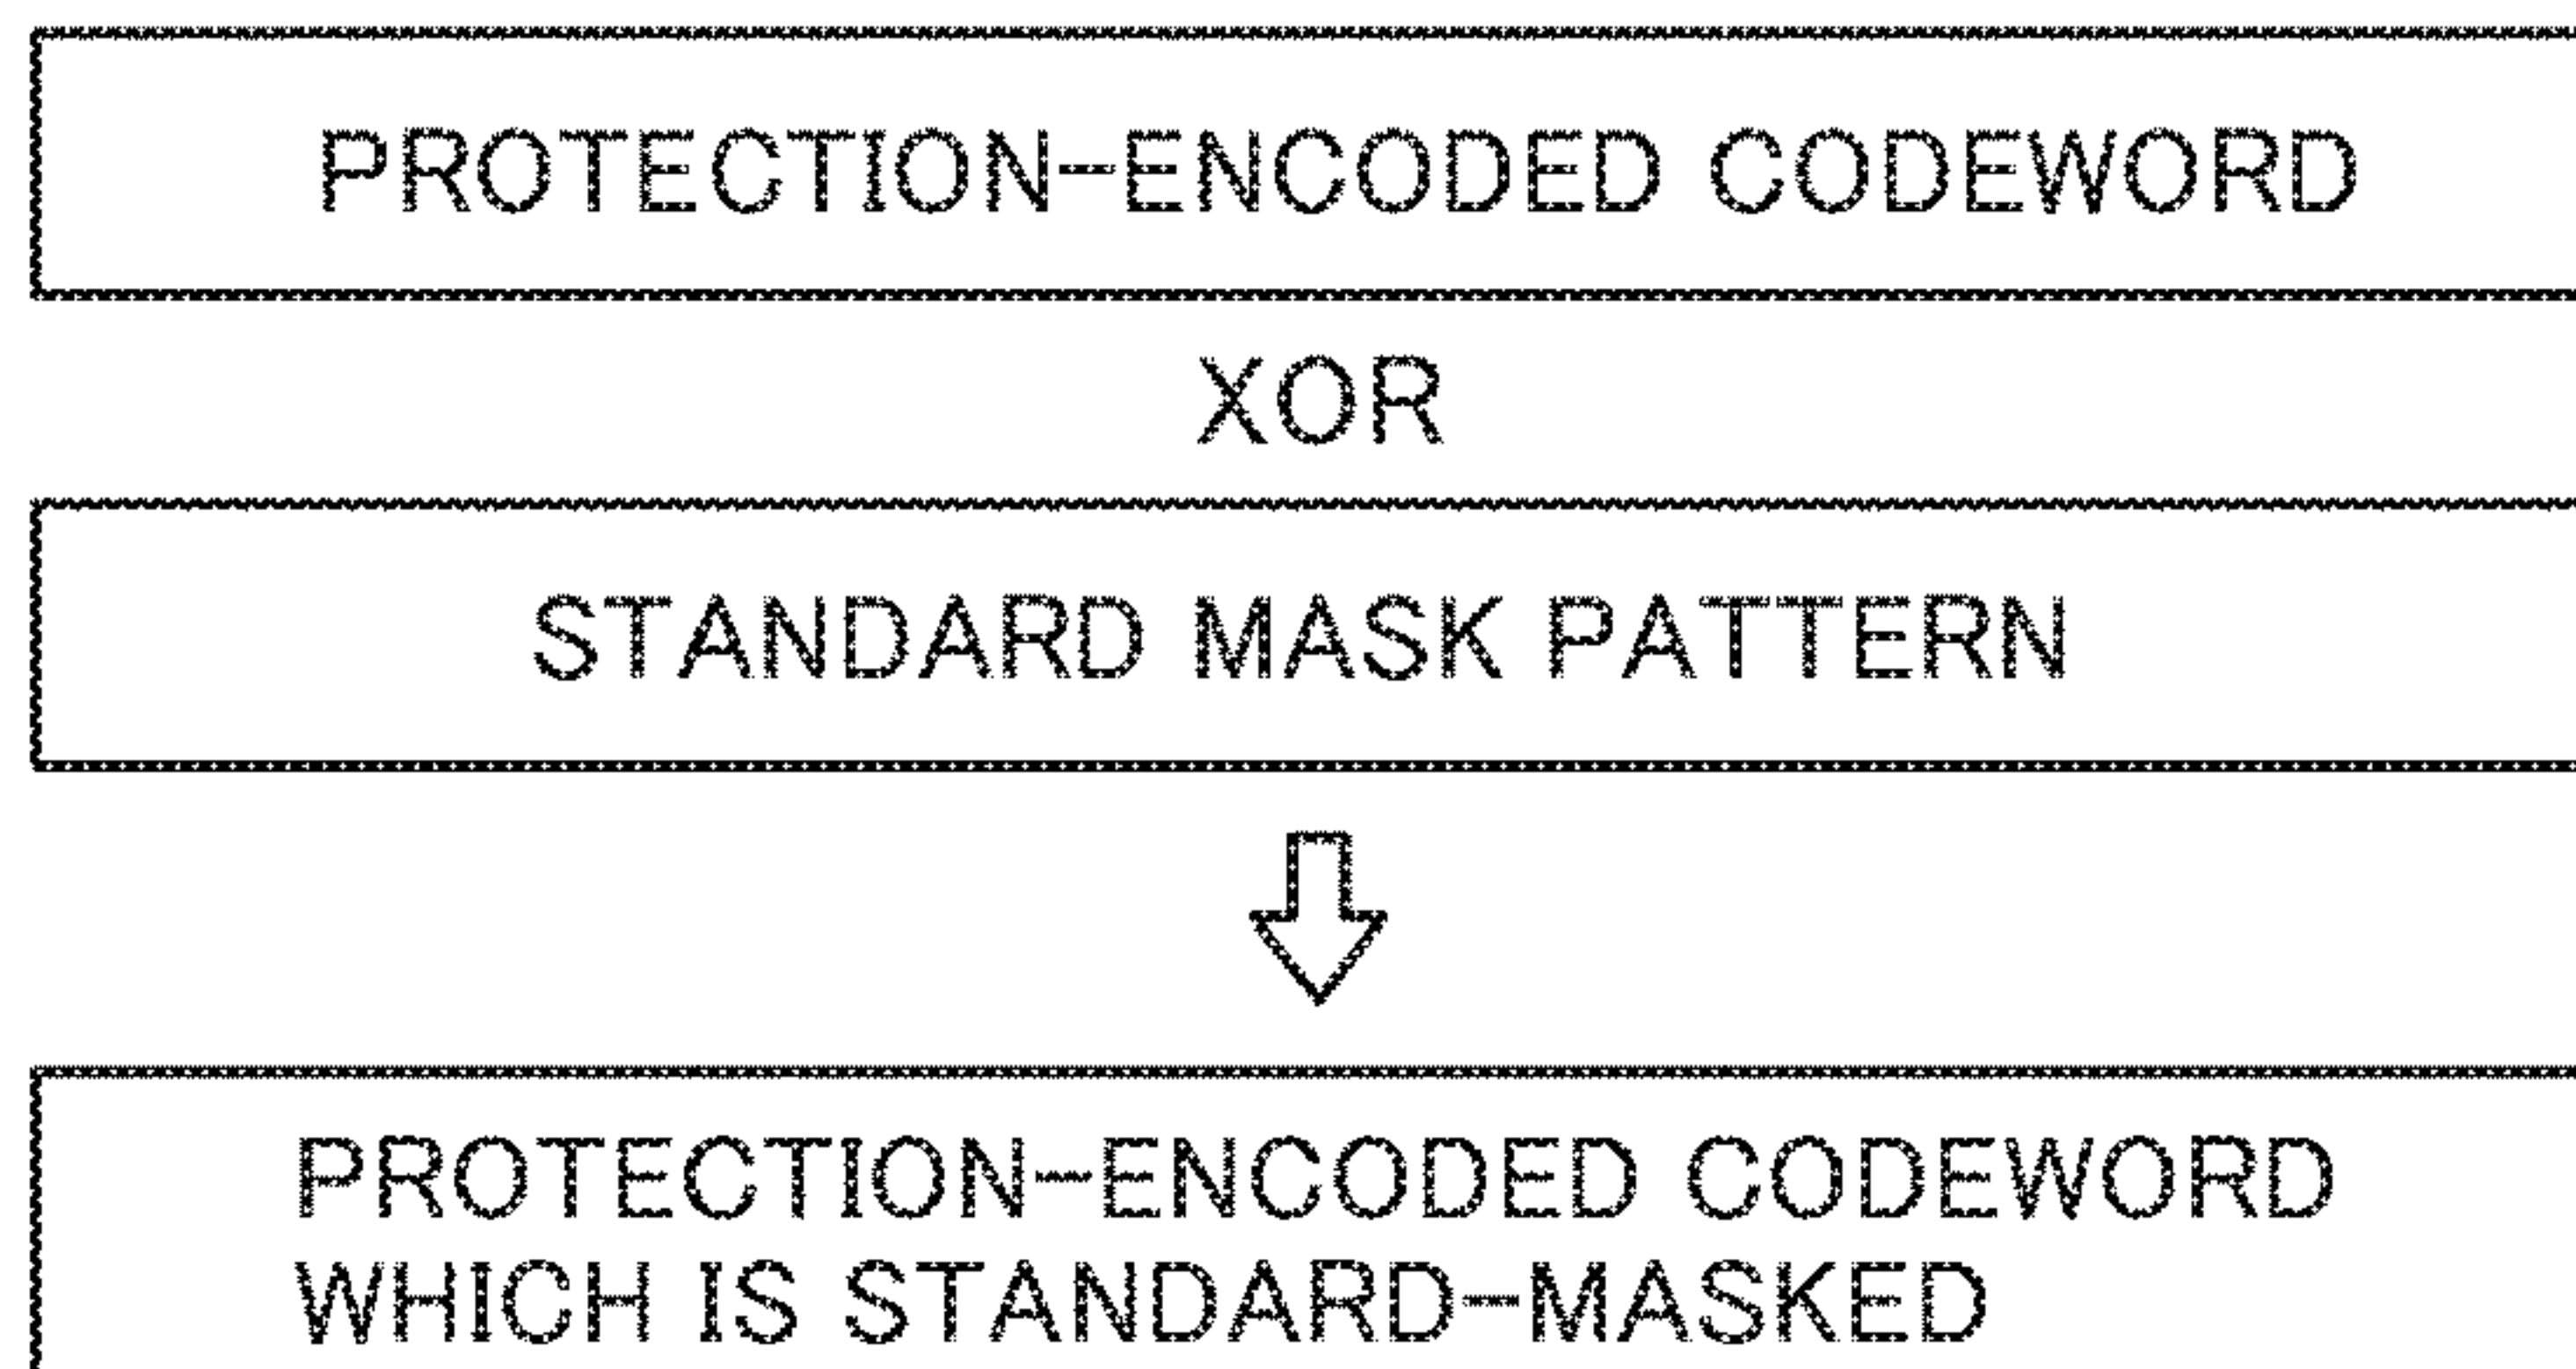 PROTECTION-ENCODED CODEWORD
XOR
STANDARD MASK PATTERN
PROTECTION-ENCODED CODEWORD
WHICH IS STANDARD-MASKED